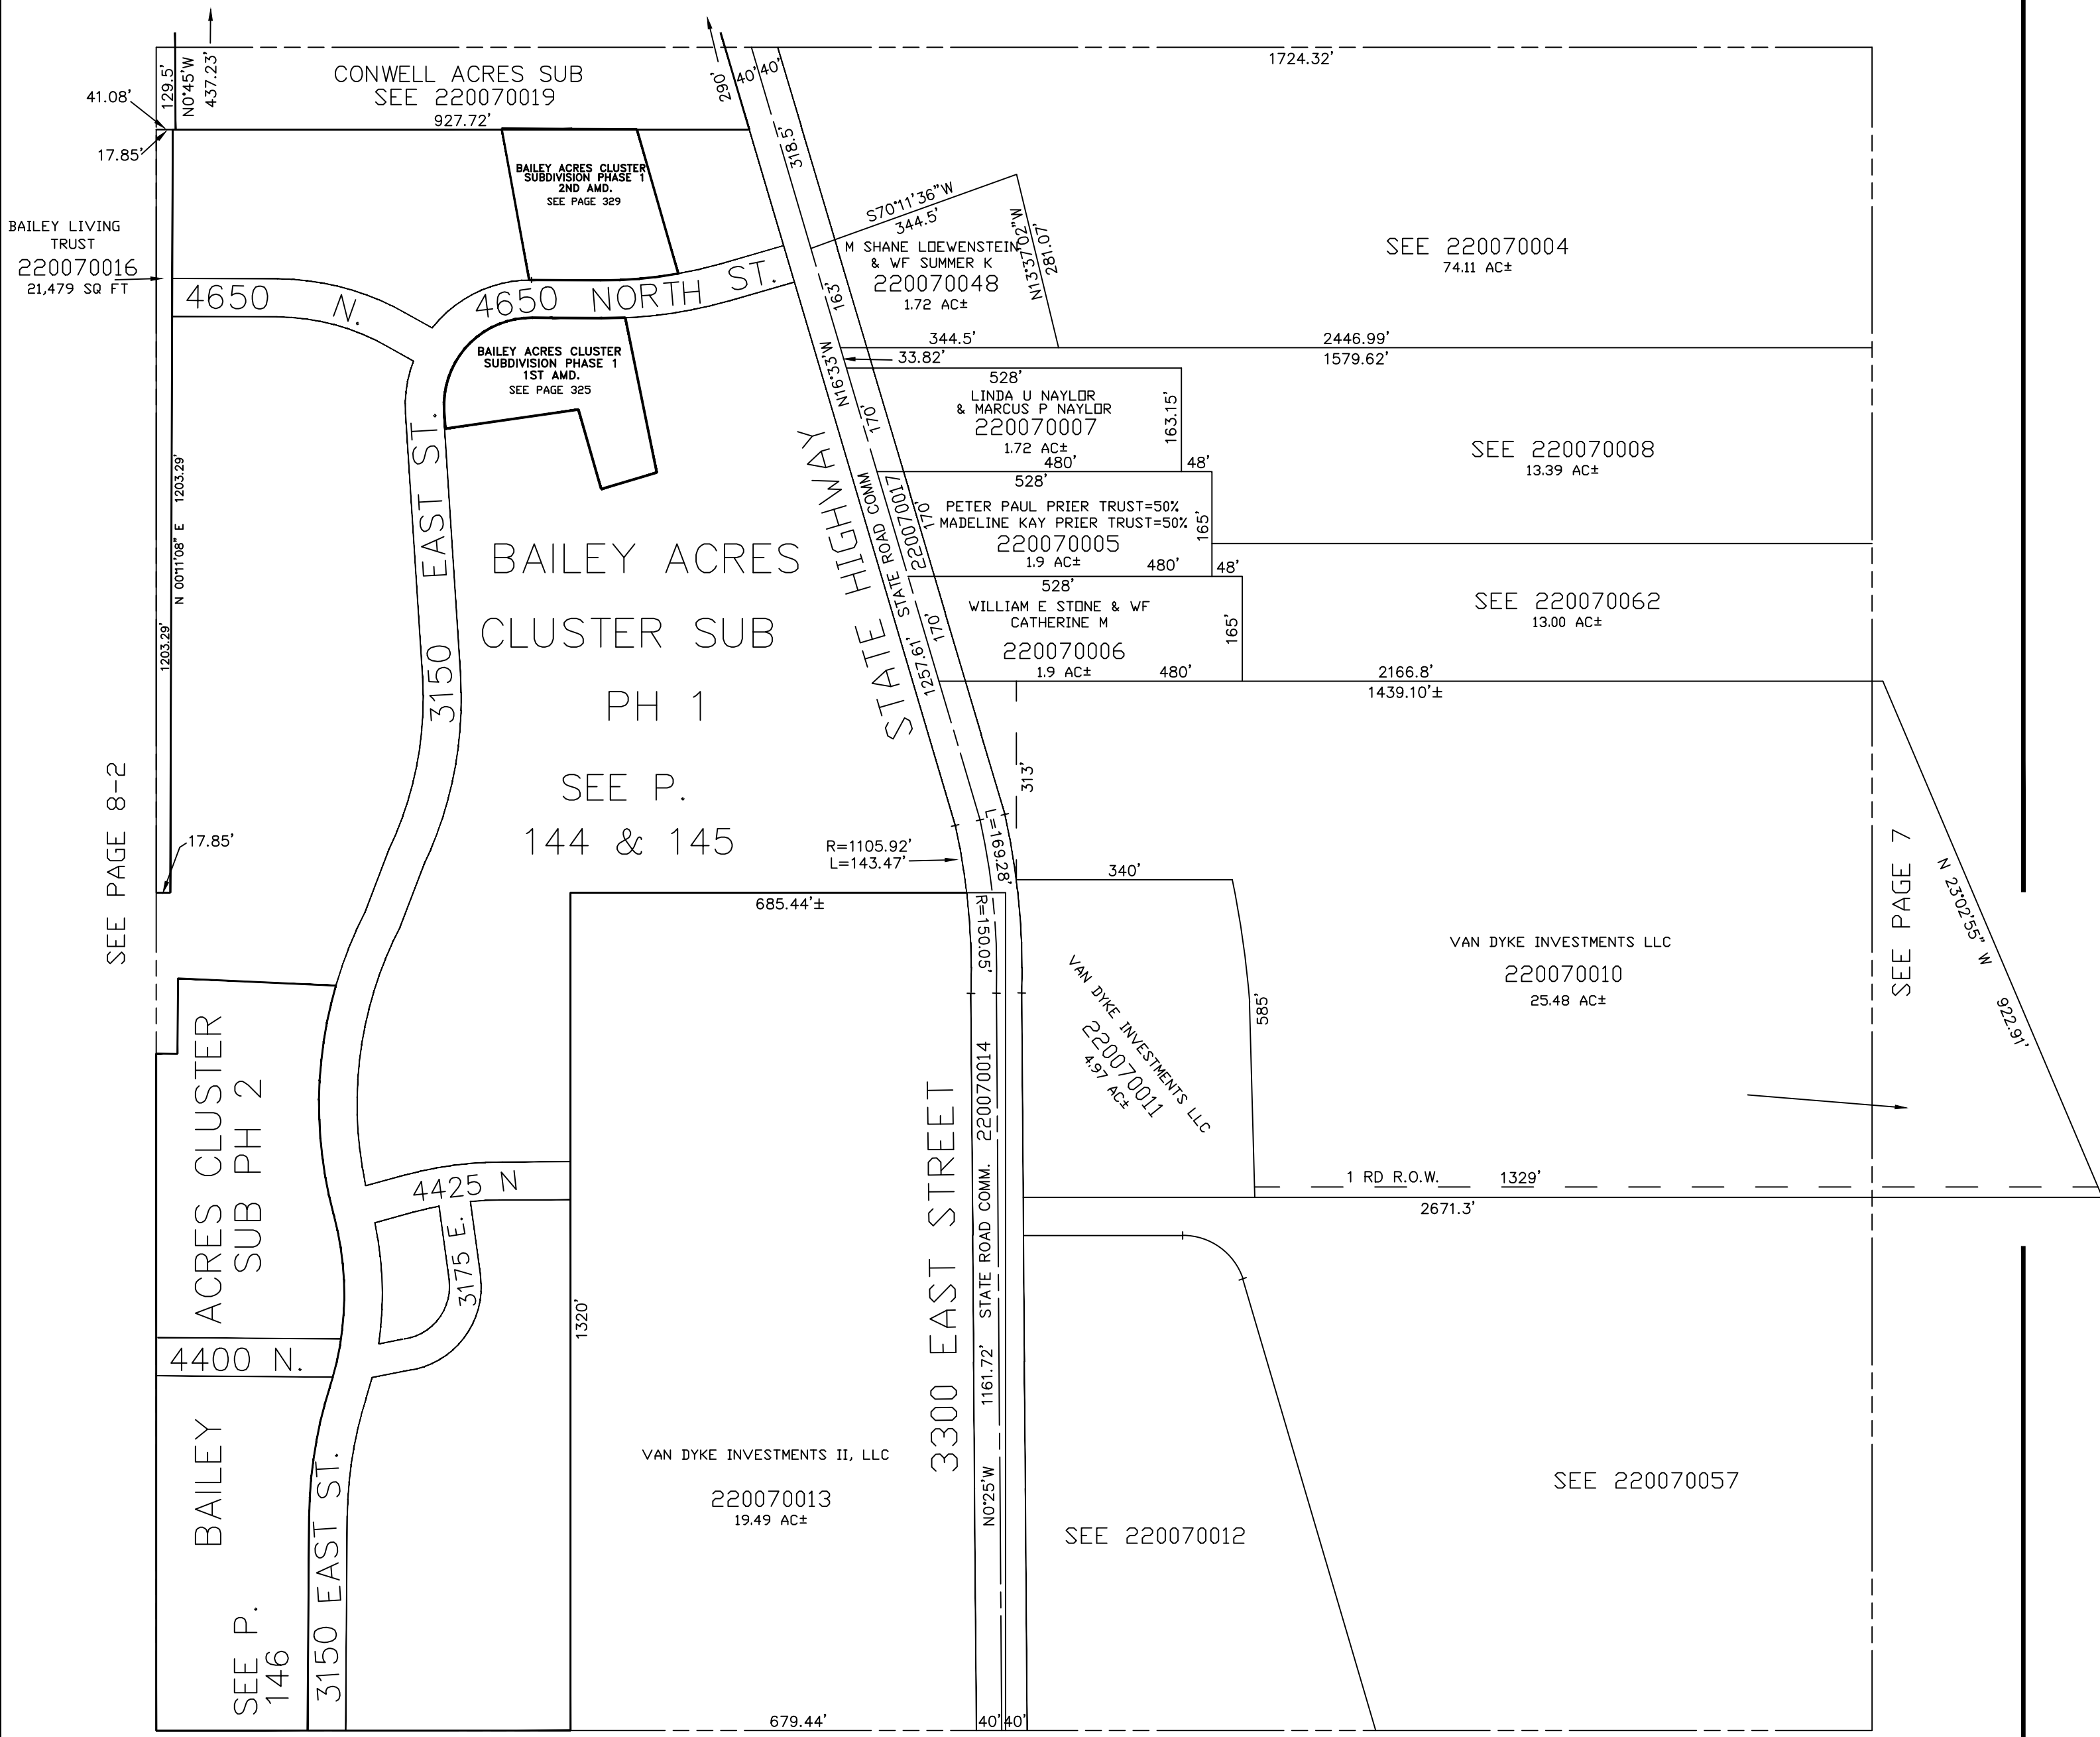 1724.32'
290'
40' 40'
129.5'
N0°45'W
437.23'
CONWELL ACRES SUB
SEE 220070019
927.72'
41.08'
17.85'
318.5'
BAILEY ACRES CLUSTER
SUBDIVISION PHASE 1
2ND AMD.
SEE PAGE 329
BAILEY LIVING
TRUST
220070016
21,479 SQ FT
S70°11'36"W
344.5'
M SHANE LOEWENSTEIN
& WF SUMMER K
220070048
1.72 AC±
N13°37'02"W
281.07'
SEE 220070004
74.11 AC±
4650 N.
4650 NORTH ST.
163'
344.5'
2446.99'
33.82'
1579.62'
BAILEY ACRES CLUSTER
SUBDIVISION PHASE 1
1ST AMD.
SEE PAGE 325
N16°33'W
528'
LINDA U NAYLOR
& MARCUS P NAYLOR
220070007
1.72 AC±
480'
163.15'
48'
170'
SEE 220070008
13.39 AC±
528'
PETER PAUL PRIER TRUST=50%
MADELINE KAY PRIER TRUST=50%
220070005
1.9 AC±
480'
165'
48'
170'
STATE HIGHWAY
STATE ROAD COMM
220070017
1257.61'
170'
528'
WILLIAM E STONE & WF
CATHERINE M
220070006
1.9 AC±
480'
165'
SEE 220070062
13.00 AC±
2166.8'
1439.10'±
N 00°11'08" E 1203.29'
1203.29'
3150 EAST ST.
BAILEY ACRES
CLUSTER SUB
PH 1
SEE P.
144 & 145
313'
SEE PAGE 8-2
17.85'
R=1105.92'
L=143.47'
L=169.28'
R=150.05'
340'
685.44'±
SEE PAGE 7
N 23°02'55" W
922.91'
VAN DYKE INVESTMENTS LLC
220070010
25.48 AC±
VAN DYKE INVESTMENTS LLC
220070011
4.97 AC±
585'
1 RD R.O.W.
1329'
2671.3'
BAILEY ACRES CLUSTER
SUB PH 2
SEE P.
146
4425 N
3175 E.
4400 N.
3150 EAST ST.
1320'
3300 EAST STREET
N0°25'W 1161.72' STATE ROAD COMM. 220070014
VAN DYKE INVESTMENTS II, LLC
220070013
19.49 AC±
SEE 220070012
SEE 220070057
679.44'
40' 40'